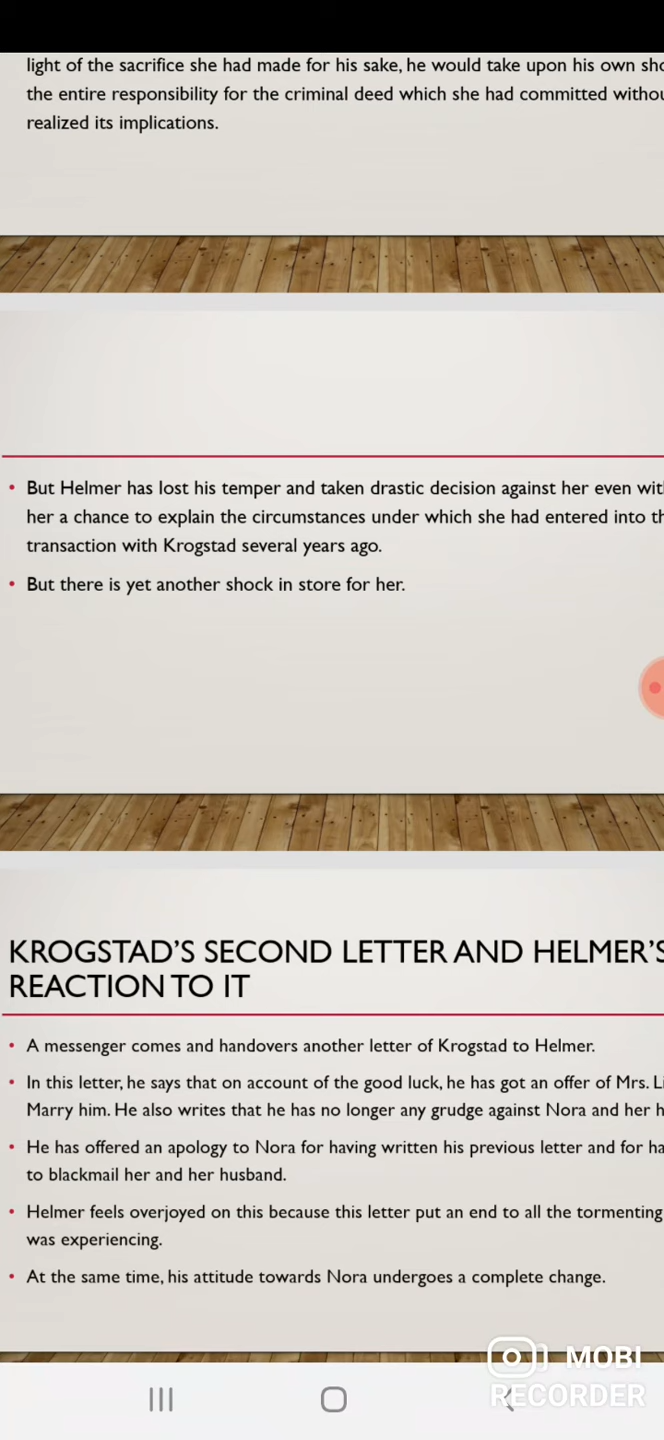 light of the sacrifice she had made for his sake, he would take upon his own
the entire responsibility for the criminal deed which she had committed
realized its implications.
• But Helmer has lost his temper and taken drastic decision against her even
her a chance to explain the circumstances under which she had entered into
transaction with Krogstad several years ago.
• But there is yet another shock in store for her.
KROGSTAD'S SECOND LETTER AND HELMER'S
REACTION TO IT
• A messenger comes and handovers another letter of Krogstad to Helmer.
• In this letter, he says that on account of the good luck, he has got an offer of Mrs.
Marry him. He also writes that he has no longer any grudge against Nora and her
• He has offered an apology to Nora for having written his previous letter and for
to blackmail her and her husband.
• Helmer feels overjoyed on this because this letter put an end to all the tormenting
was experiencing.
• At the same time, his attitude towards Nora undergoes a complete change.
MOBI
RECORDER